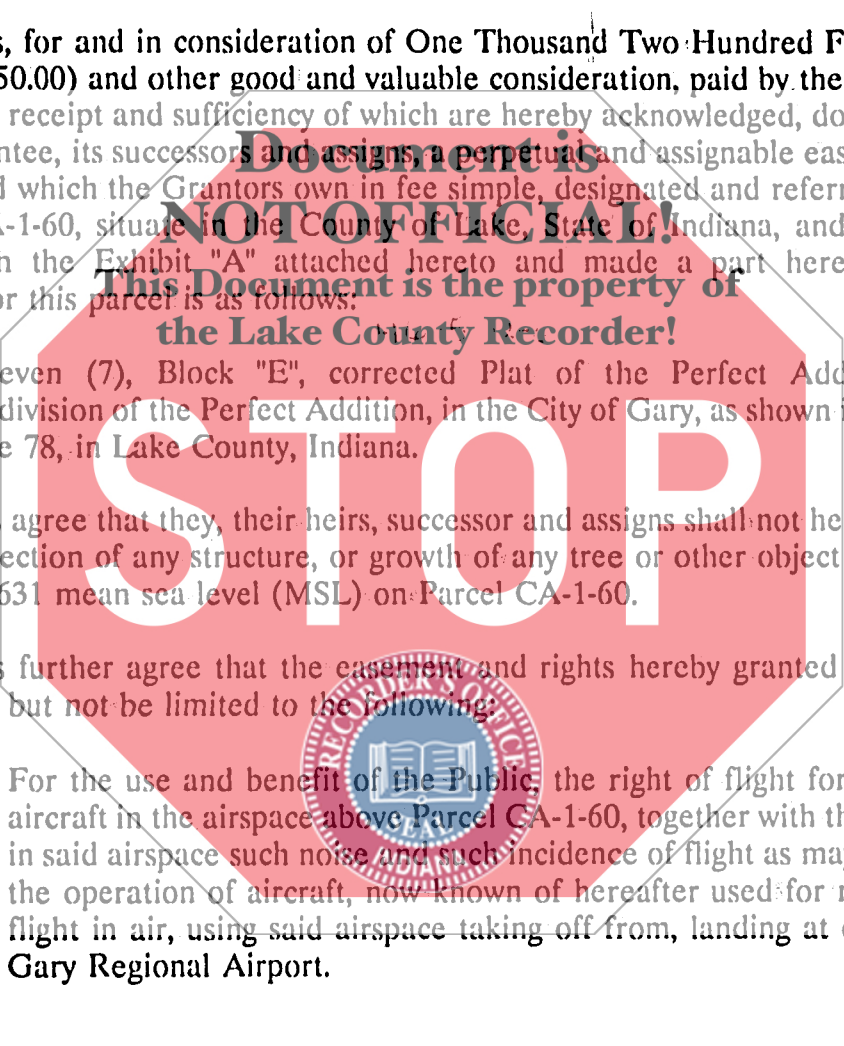 s, for and in consideration of One Thousand Two Hundred F
50.00) and other good and valuable consideration, paid by the
receipt and sufficiency of which are hereby acknowledged, do
Document is
ntee, its successors and assigns, a perpetual and assignable eas
d which the Grantors own in fee simple, designated and referr
NOT OFFICIAL!
-1-60, situate in the County of Lake, State of Indiana, and
n the Exhibit "A" attached hereto and made a part here
This Document is the property of
or this parcel is as follows:
the Lake County Recorder!
even (7), Block "E", corrected Plat of the Perfect Add
division of the Perfect Addition, in the City of Gary, as shown i
e 78, in Lake County, Indiana.
STOP
s agree that they, their heirs, successor and assigns shall not he
ection of any structure, or growth of any tree or other object
631 mean sea level (MSL) on Parcel CA-1-60.
s further agree that the easement and rights hereby granted
but not be limited to the following:
RECORDER'S OFFICE
SEAL
INDIANA
For the use and benefit of the Public, the right of flight for
aircraft in the airspace above Parcel CA-1-60, together with th
in said airspace such noise and such incidence of flight as may
the operation of aircraft, now known of hereafter used for n
flight in air, using said airspace taking off from, landing at o
Gary Regional Airport.